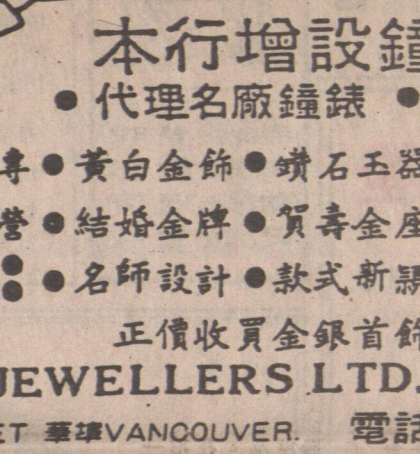 本行增設鐘
●代理名廠鐘錶●
專●黃白金飾●鑽石玉器
營●結婚金牌●賀壽金座
:●名師設計●款式新穎
正價收買金銀首飾
JEWELLERS LTD.
ET 華埠VANCOUVER. 電話